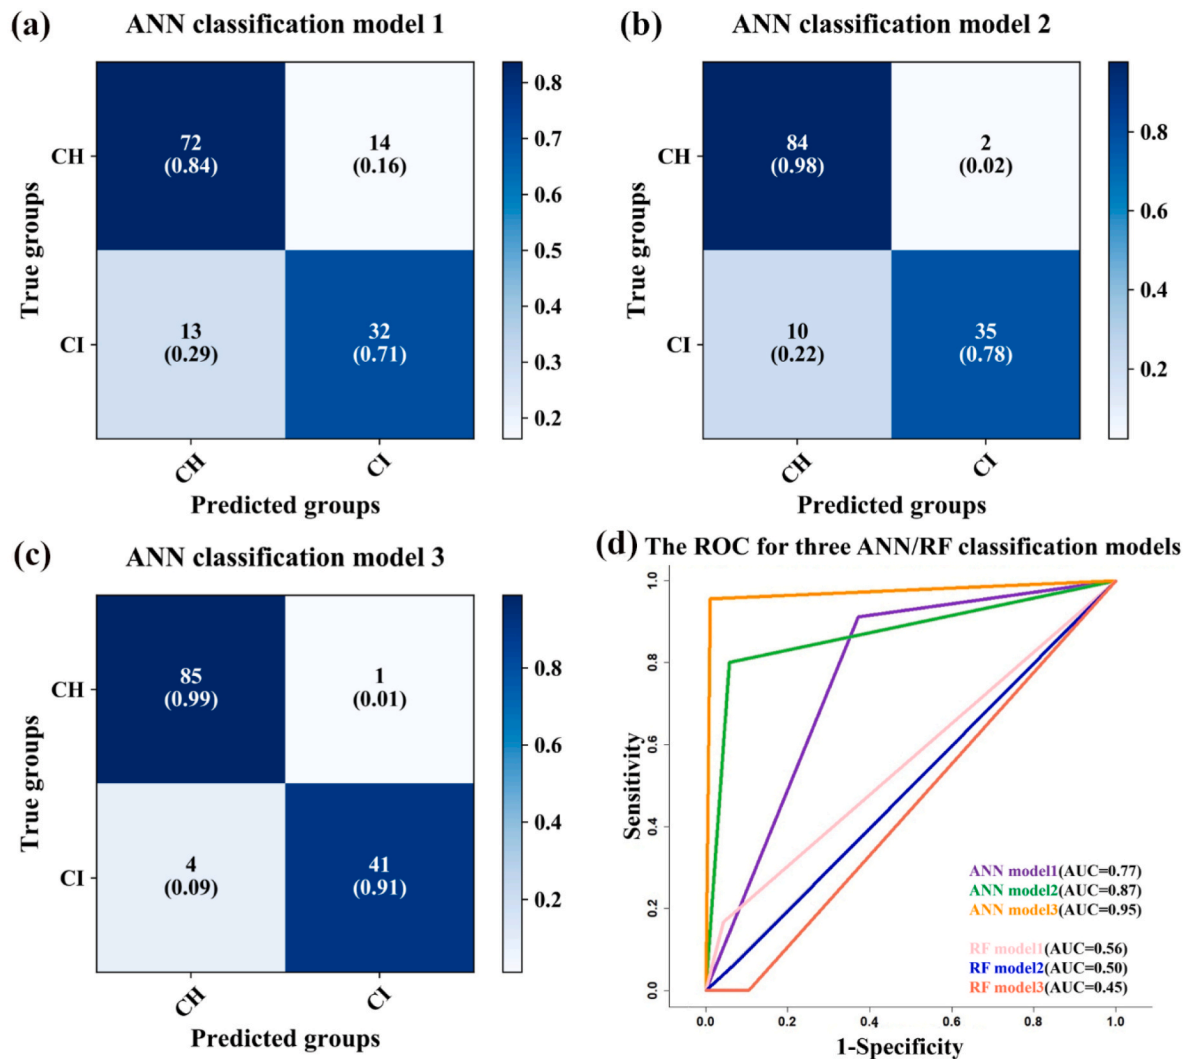 (a) ANN classification model 1
True groups
CH
CI
72
(0.84)
14
(0.16)
13
(0.29)
32
(0.71)
CH
CI
Predicted groups
0.8
0.7
0.6
0.5
0.4
0.3
0.2
(b) ANN classification model 2
True groups
CH
CI
84
(0.98)
2
(0.02)
10
(0.22)
35
(0.78)
CH
CI
Predicted groups
0.8
0.6
0.4
0.2
(c) ANN classification model 3
True groups
CH
CI
85
(0.99)
1
(0.01)
4
(0.09)
41
(0.91)
CH
CI
Predicted groups
0.8
0.6
0.4
0.2
(d) The ROC for three ANN/RF classification models
Sensitivity
1.0
0.8
0.6
0.4
0.2
0.0
ANN model1(AUC=0.77)
ANN model2(AUC=0.87)
ANN model3(AUC=0.95)
RF model1(AUC=0.56)
RF model2(AUC=0.50)
RF model3(AUC=0.45)
0.0 0.2 0.4 0.6 0.8 1.0
1-Specificity